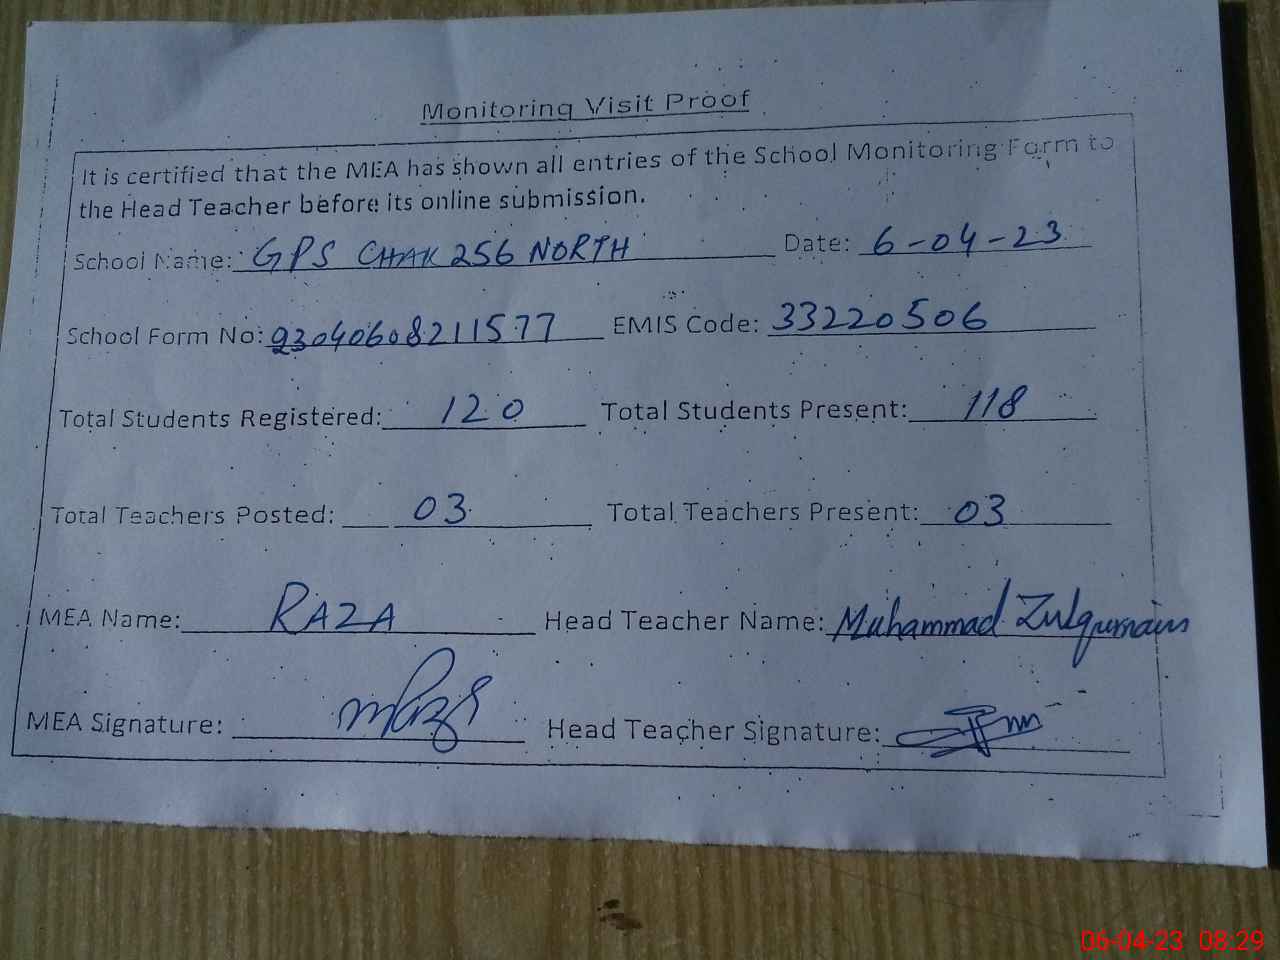 Monitoring Visit Proof
It is certified that the MEA has shown all entries of the School Monitoring Form to
the Head Teacher before its online submission.
School Name: GPS CHAK 256 NORTH Date: 6-04-23
School Form No: 93040608211577 EMIS Code: 33220506
Total Students Registered: 120 Total Students Present: 118
Total Teachers Posted: 03 Total Teachers Present: 03
MEA Name: RAZA Head Teacher Name: Muhammad Zulqurnain
MEA Signature: Head Teacher Signature:
06-04-23 08:29